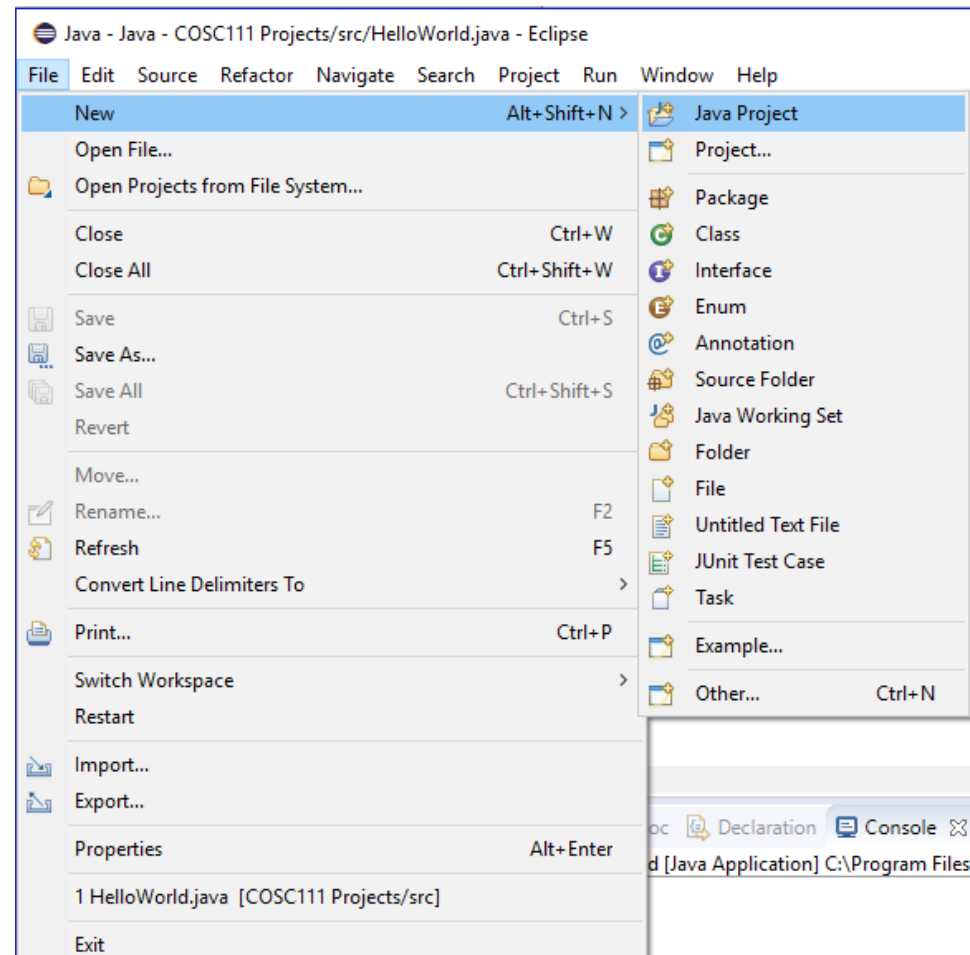 Java - Java - COSC111 Projects/src/HelloWorld.java - Eclipse
File Edit Source Refactor Navigate Search Project Run Window Help
New Alt+Shift+N >
Open File...
Open Projects from File System...
Close Ctrl+W
Close All Ctrl+Shift+W
Save Ctrl+S
Save As...
Save All Ctrl+Shift+S
Revert
Move...
Rename... F2
Refresh F5
Convert Line Delimiters To >
Print... Ctrl+P
Switch Workspace >
Restart
Import...
Export...
Properties Alt+Enter
1 HelloWorld.java [COSC111 Projects/src]
Exit
Java Project
Project...
Package
Class
Interface
Enum
Annotation
Source Folder
Java Working Set
Folder
File
Untitled Text File
JUnit Test Case
Task
Example...
Other... Ctrl+N
oc Declaration Console
d [Java Application] C:\Program Files